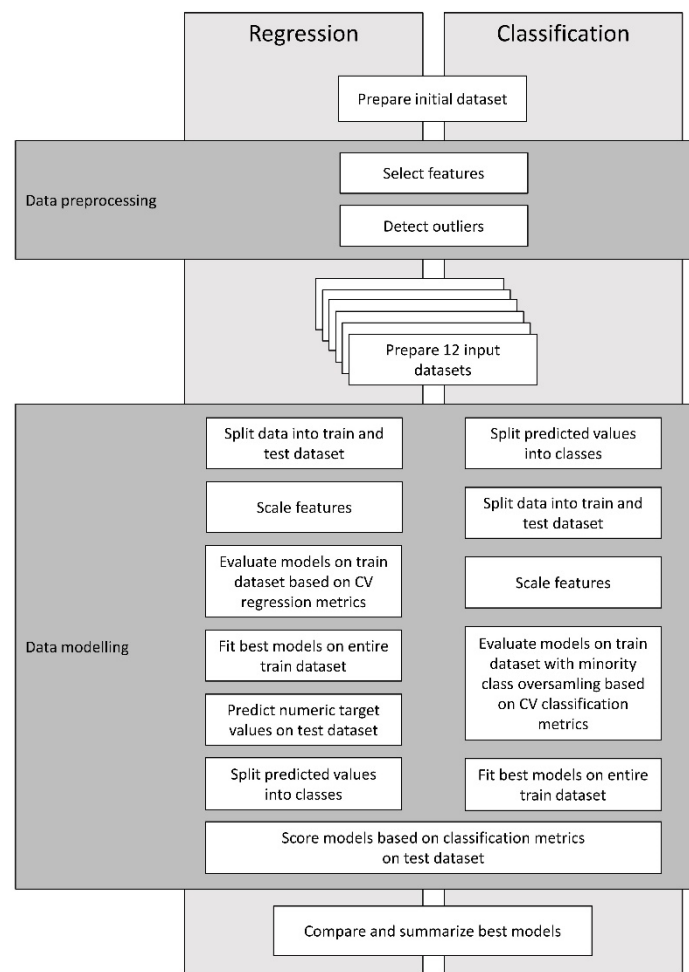 Regression
Classification
Prepare initial dataset
Data preprocessing
Select features
Detect outliers
Prepare 12 input
datasets
Data modelling
Split data into train and
test dataset
Scale features
Evaluate models on train
dataset based on CV
regression metrics
Fit best models on entire
train dataset
Predict numeric target
values on test dataset
Split predicted values
into classes
Split predicted values
into classes
Split data into train and
test dataset
Scale features
Evaluate models on train
dataset with minority
class oversamling based
on CV classification
metrics
Fit best models on entire
train dataset
Score models based on classification metrics
on test dataset
Compare and summarize best models